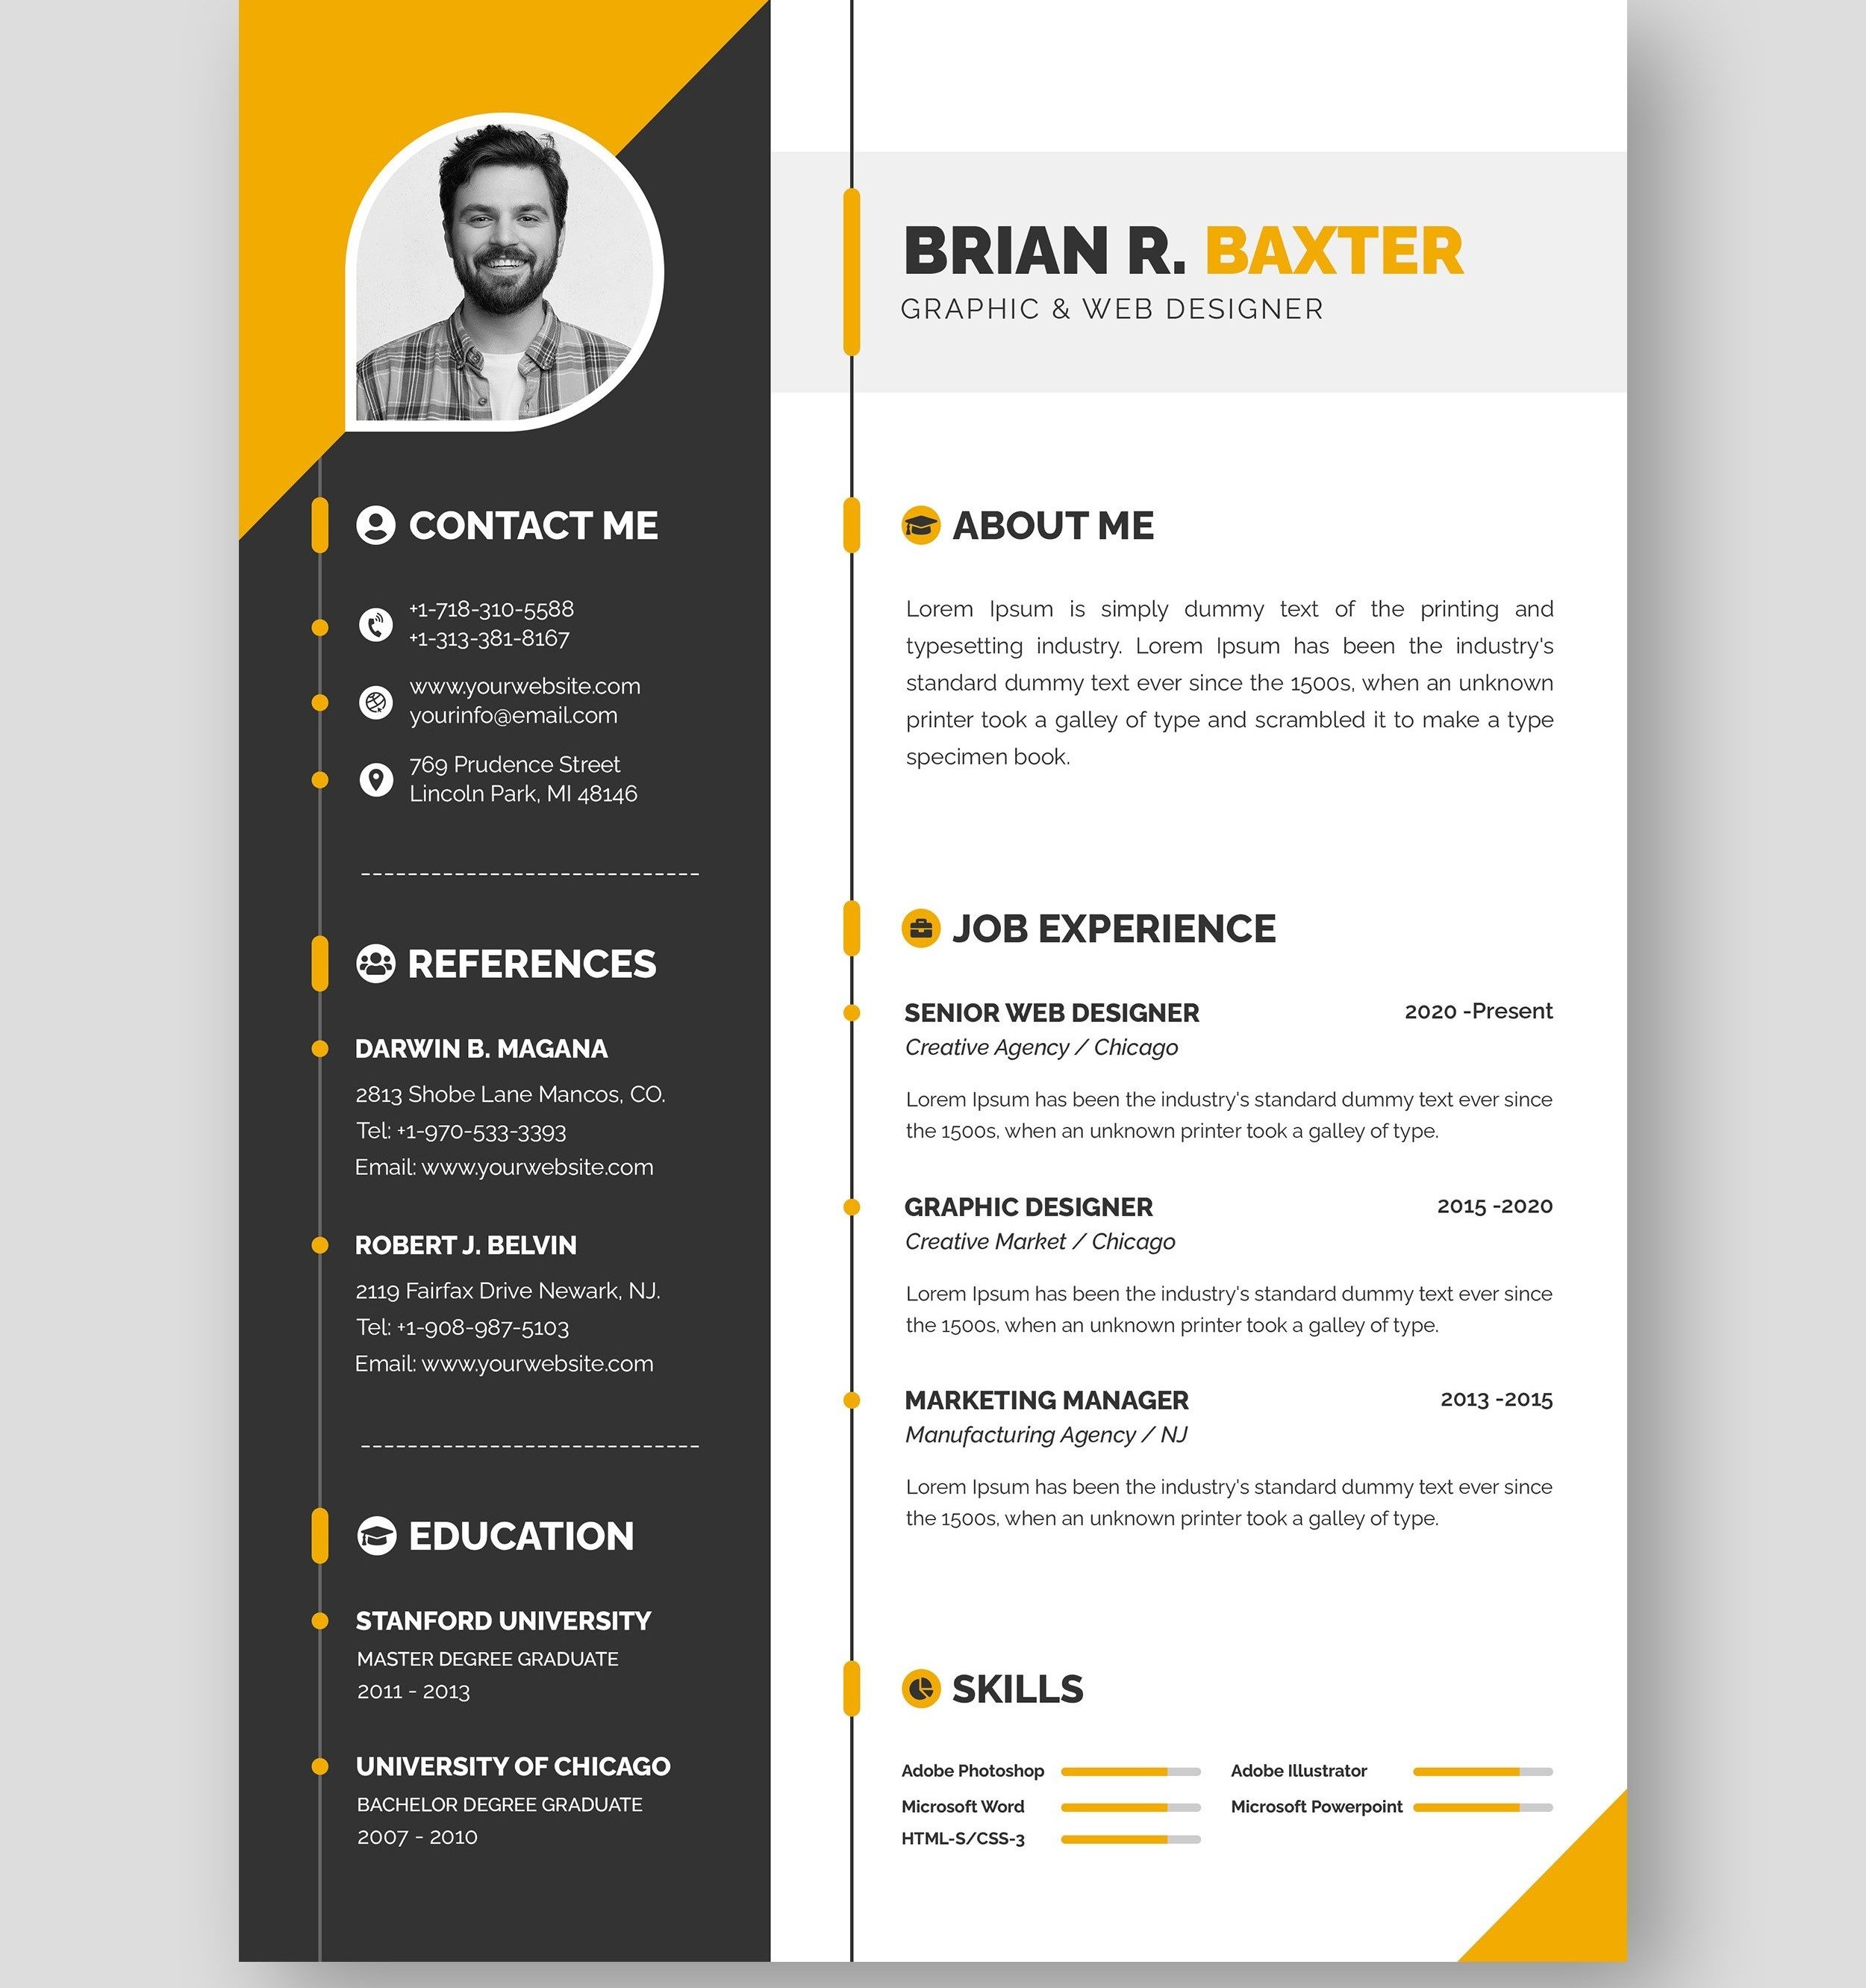 BRIAN R. BAXTER
GRAPHIC & WEB DESIGNER
CONTACT ME
+1-718-310-5588
+1-313-381-8167
www.yourwebsite.com
yourinfo@email.com
769 Prudence Street
Lincoln Park, MI 48146
REFERENCES
DARWIN B. MAGANA
2813 Shobe Lane Mancos, CO.
Tel: +1-970-533-3393
Email: www.yourwebsite.com
ROBERT J. BELVIN
2119 Fairfax Drive Newark, NJ.
Tel: +1-908-987-5103
Email: www.yourwebsite.com
EDUCATION
STANFORD UNIVERSITY
MASTER DEGREE GRADUATE
2011 - 2013
UNIVERSITY OF CHICAGO
BACHELOR DEGREE GRADUATE
2007 - 2010
ABOUT ME
Lorem Ipsum is simply dummy text of the printing and
typesetting industry. Lorem Ipsum has been the industry's
standard dummy text ever since the 1500s, when an unknown
printer took a galley of type and scrambled it to make a type
specimen book.
JOB EXPERIENCE
SENIOR WEB DESIGNER 2020 -Present
Creative Agency / Chicago
Lorem Ipsum has been the industry's standard dummy text ever since
the 1500s, when an unknown printer took a galley of type.
GRAPHIC DESIGNER 2015 -2020
Creative Market / Chicago
Lorem Ipsum has been the industry's standard dummy text ever since
the 1500s, when an unknown printer took a galley of type.
MARKETING MANAGER 2013 -2015
Manufacturing Agency / NJ
Lorem Ipsum has been the industry's standard dummy text ever since
the 1500s, when an unknown printer took a galley of type.
SKILLS
Adobe Photoshop Adobe Illustrator
Microsoft Word Microsoft Powerpoint
HTML-S/CSS-3